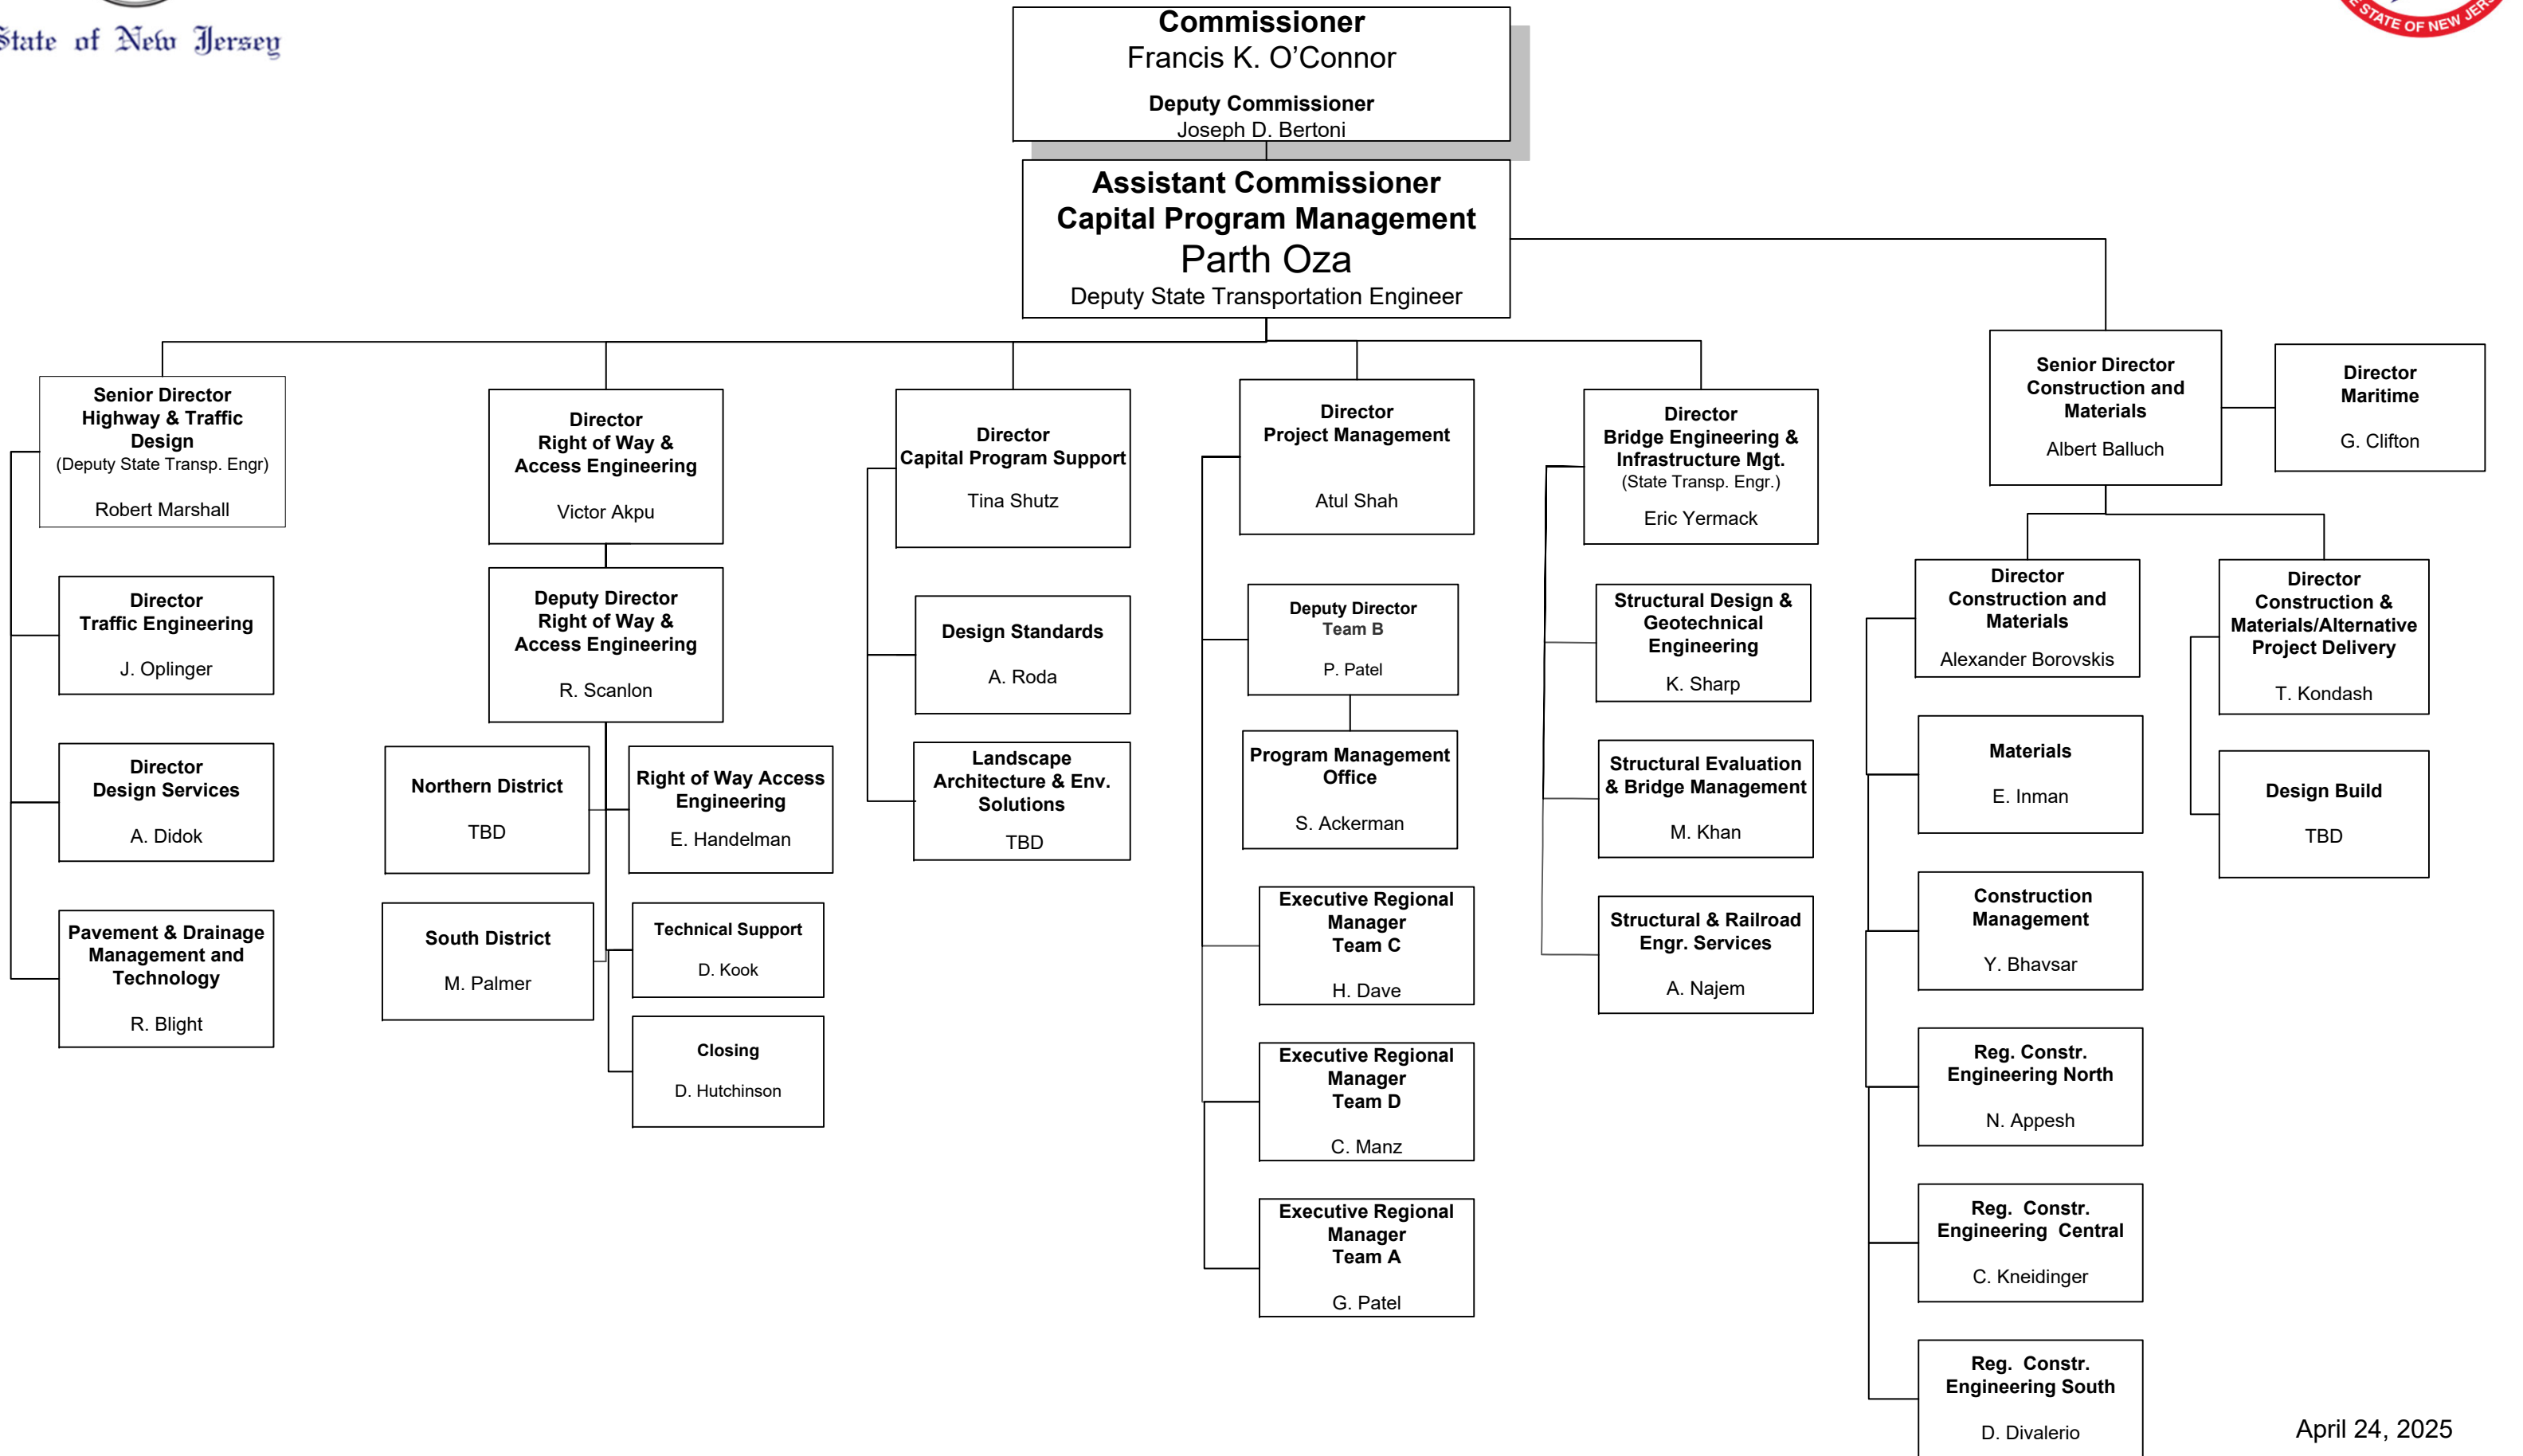 State of New Jersey
E STATE OF NEW JERS
Commissioner
Francis K. O’Connor
Deputy Commissioner
Joseph D. Bertoni
Assistant Commissioner
Capital Program Management
Parth Oza
Deputy State Transportation Engineer
Senior Director
Highway & Traffic
Design
(Deputy State Transp. Engr)
Robert Marshall
Director
Traffic Engineering
J. Oplinger
Director
Design Services
A. Didok
Pavement & Drainage
Management and
Technology
R. Blight
Director
Right of Way &
Access Engineering
Victor Akpu
Deputy Director
Right of Way &
Access Engineering
R. Scanlon
Northern District
TBD
Right of Way Access
Engineering
E. Handelman
South District
M. Palmer
Technical Support
D. Kook
Closing
D. Hutchinson
Director
Capital Program Support
Tina Shutz
Design Standards
A. Roda
Landscape
Architecture & Env.
Solutions
TBD
Director
Project Management
Atul Shah
Deputy Director
Team B
P. Patel
Program Management
Office
S. Ackerman
Executive Regional
Manager
Team C
H. Dave
Executive Regional
Manager
Team D
C. Manz
Executive Regional
Manager
Team A
G. Patel
Director
Bridge Engineering &
Infrastructure Mgt.
(State Transp. Engr.)
Eric Yermack
Structural Design &
Geotechnical
Engineering
K. Sharp
Structural Evaluation
& Bridge Management
M. Khan
Structural & Railroad
Engr. Services
A. Najem
Senior Director
Construction and
Materials
Albert Balluch
Director
Maritime
G. Clifton
Director
Construction and
Materials
Alexander Borovskis
Materials
E. Inman
Construction
Management
Y. Bhavsar
Reg. Constr.
Engineering North
N. Appesh
Reg. Constr.
Engineering Central
C. Kneidinger
Reg. Constr.
Engineering South
D. Divalerio
Director
Construction &
Materials/Alternative
Project Delivery
T. Kondash
Design Build
TBD
April 24, 2025